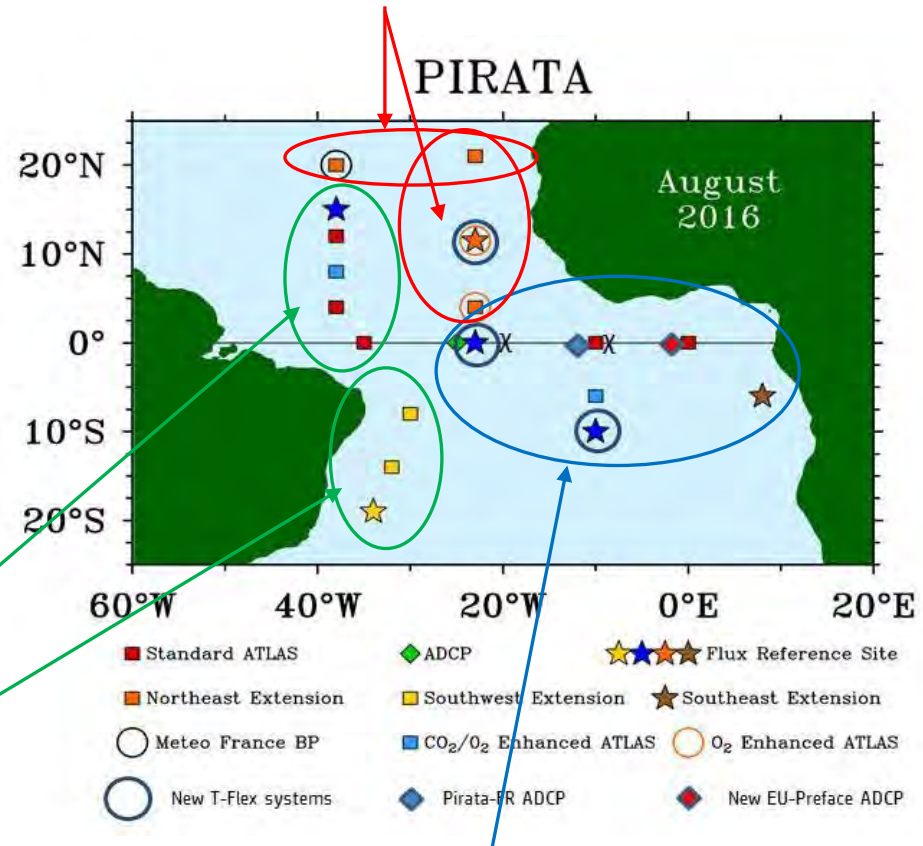 PIRATA
20°N
10°N
0°
10°S
20°S
August
2016
χ
χ
60°W 40°W 20°W 0°E 20°E
Standard ATLAS ADCP Flux Reference Site
Northeast Extension Southwest Extension Southeast Extension
Meteo France BP CO₂/O₂ Enhanced ATLAS O₂ Enhanced ATLAS
New T-Flex systems Pirata-FR ADCP New EU-Preface ADCP